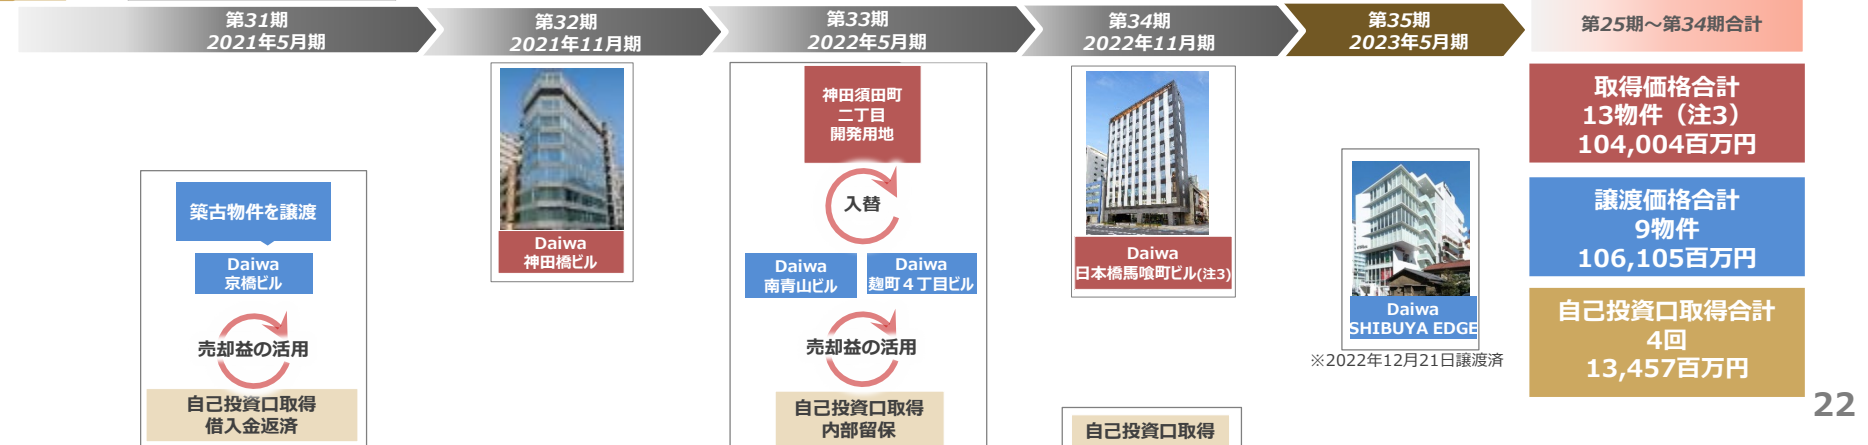 第31期
2021年5月期
第32期
2021年11月期
第33期
2022年5月期
第34期
2022年11月期
第35期
2023年5月期
第25期～第34期合計
築古物件を譲渡
Daiwa
京橋ビル
売却益の活用
自己投資口取得
借入金返済
Daiwa
神田橋ビル
神田須田町
二丁目
開発用地
入替
Daiwa
南青山ビル
Daiwa
麹町４丁目ビル
売却益の活用
自己投資口取得
内部留保
Daiwa
日本橋馬喰町ビル(注3)
自己投資口取得
Daiwa
SHIBUYA EDGE
※2022年12月21日譲渡済
取得価格合計
13物件（注3）
104,004百万円
譲渡価格合計
9物件
106,105百万円
自己投資口取得合計
4回
13,457百万円
22